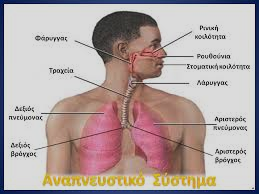 Ρινική
κοιλότητα
Φάρυγγας
Ρουθούνια
Στοματική κοιλότητα
Τραχεία
Λάρυγγας
Δεξιός
πνεύμονας
Αριστερός
πνεύμονας
Δεξιός
βρόγχος
Αριστερός
βρόγχος
Αναπνευστικό Σύστημα